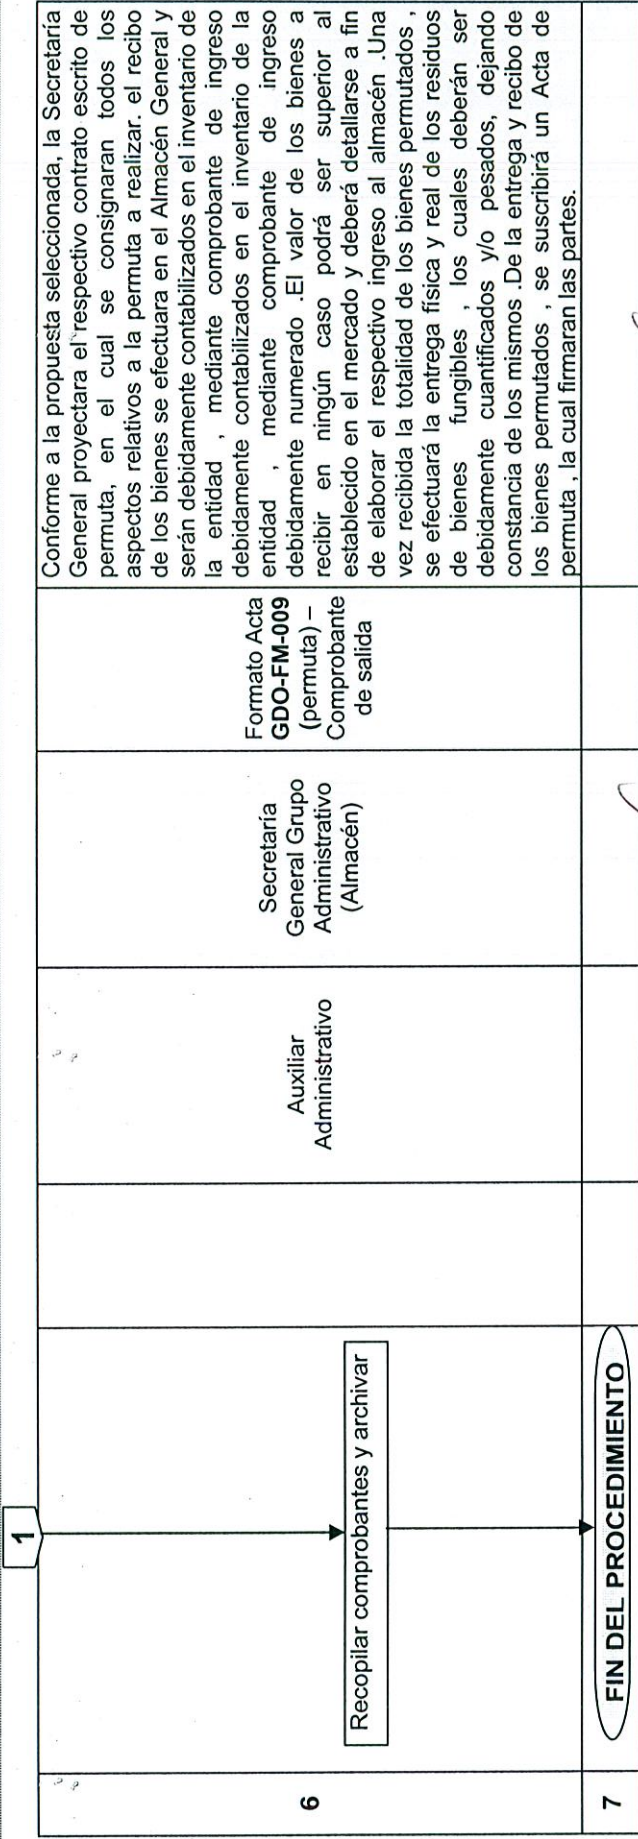 1
6
Recopilar comprobantes y archivar
Auxiliar
Administrativo
Secretaría
General Grupo
Administrativo
(Almacén)
Formato Acta
GDO-FM-009
(permuta) –
Comprobante
de salida
Conforme a la propuesta seleccionada, la Secretaría
General proyectara el respectivo contrato escrito de
permuta, en el cual se consignaran todos los
aspectos relativos a la permuta a realizar. el recibo
de los bienes se efectuara en el Almacén General y
serán debidamente contabilizados en el inventario de
la entidad , mediante comprobante de ingreso
debidamente contabilizados en el inventario de la
entidad , mediante comprobante de ingreso
debidamente numerado .El valor de los bienes a
recibir en ningún caso podrá ser superior al
establecido en el mercado y deberá detallarse a fin
de elaborar el respectivo ingreso al almacén .Una
vez recibida la totalidad de los bienes permutados ,
se efectuará la entrega física y real de los residuos
de bienes fungibles , los cuales deberán ser
debidamente cuantificados y/o pesados, dejando
constancia de los mismos .De la entrega y recibo de
los bienes permutados , se suscribirá un Acta de
permuta , la cual firmaran las partes.
7
FIN DEL PROCEDIMIENTO